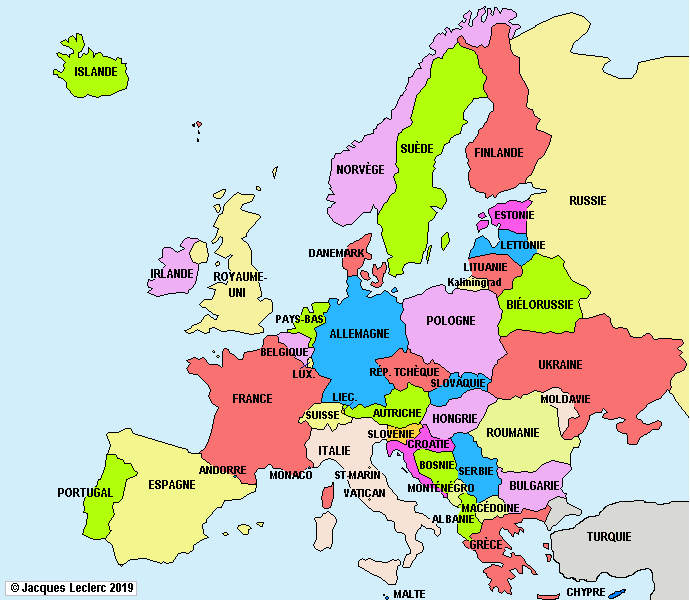 ISLANDE
SUÈDE
FINLANDE
NORVÈGE
RUSSIE
ESTONIE
LETTONIE
DANEMARK
LITUANIE
IRLANDE
ROYAUME-
UNI
Kaliningrad
BIÉLORUSSIE
PAYS-BAS
POLOGNE
ALLEMAGNE
BELGIQUE
UKRAINE
LUX.
RÉP. TCHÈQUE
SLOVAQUIE
FRANCE
LIEC.
MOLDAVIE
SUISSE
AUTRICHE
HONGRIE
ROUMANIE
SLOVÉNIE
CROATIE
ITALIE
BOSNIE
SERBIE
ANDORRE
MONACO
ST-MARIN
ESPAGNE
BULGARIE
PORTUGAL
VATICAN
MONTÉNÉGRO
MACÉDOINE
ALBANIE
TURQUIE
GRÈCE
© Jacques Leclerc 2019
MALTE
CHYPRE